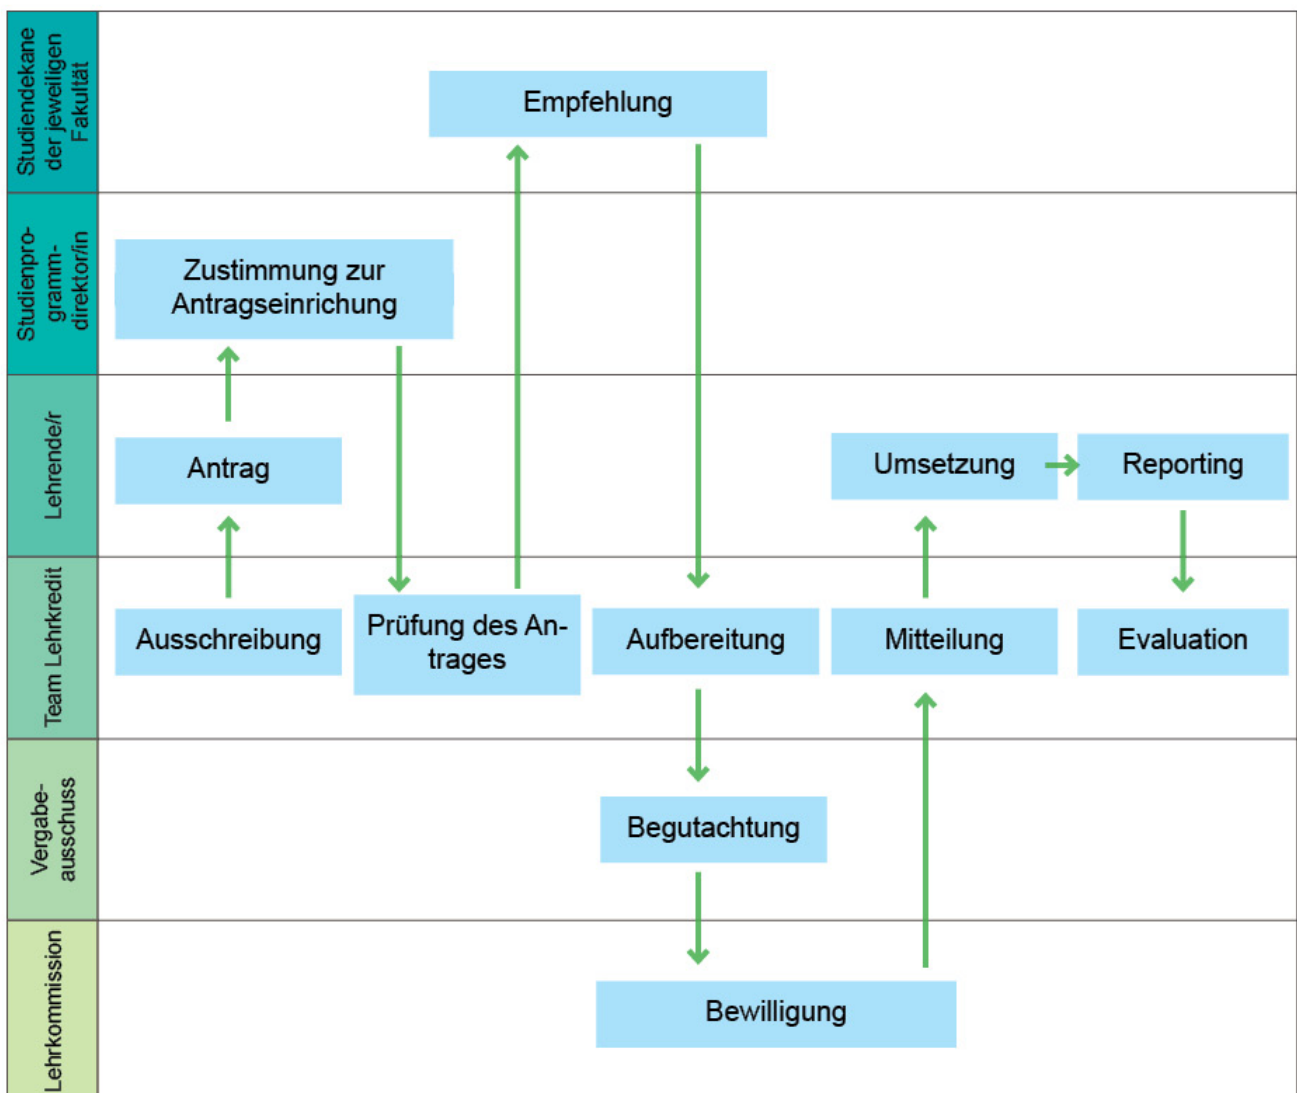 Studiendekane
der jeweiligen
Fakultät
Empfehlung
Studienpro-
gramm-
direktor/in
Zustimmung zur
Antragseinrichung
Lehrende/r
Antrag
Umsetzung
Reporting
Team Lehrkredit
Ausschreibung
Prüfung des An-
trages
Aufbereitung
Mitteilung
Evaluation
Vergabe-
ausschuss
Begutachtung
Lehrkommission
Bewilligung